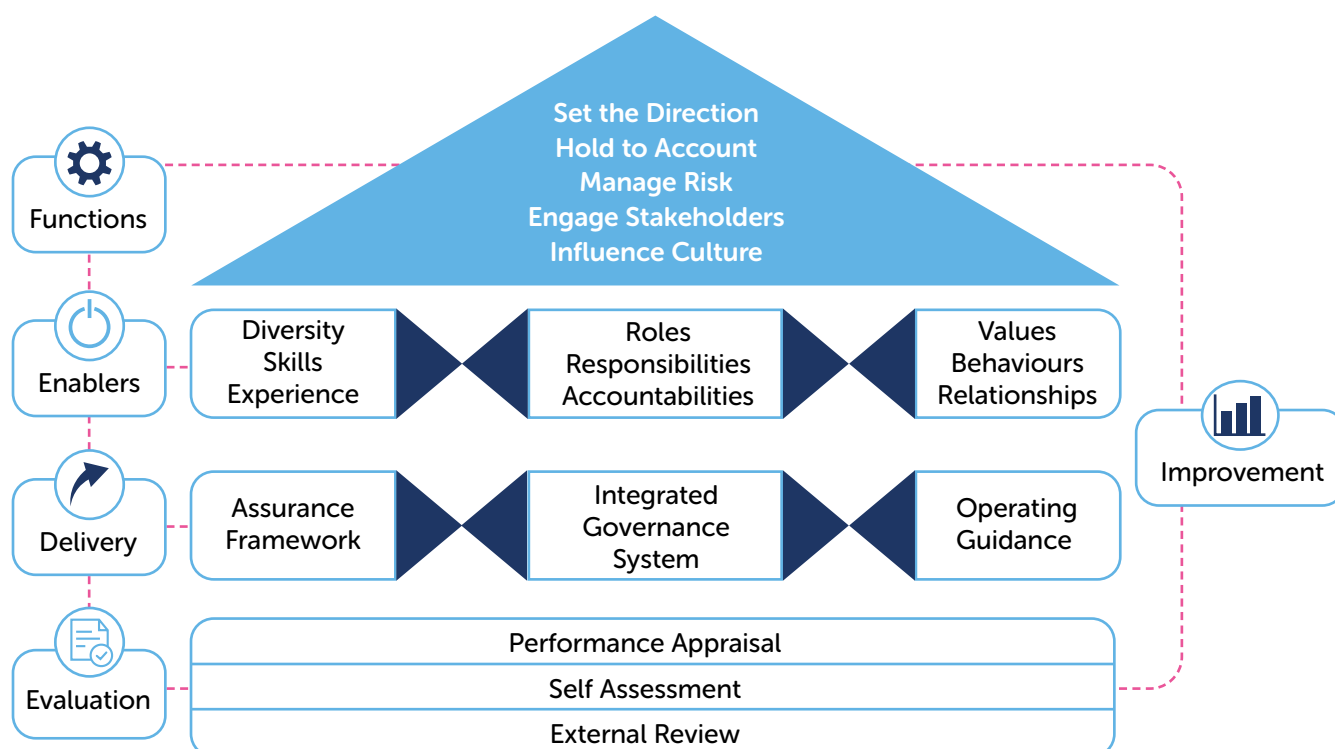 Set the Direction
Hold to Account
Manage Risk
Engage Stakeholders
Influence Culture
Functions
Enablers
Diversity
Skills
Experience
Roles
Responsibilities
Accountabilities
Values
Behaviours
Relationships
Improvement
Delivery
Assurance
Framework
Integrated
Governance
System
Operating
Guidance
Evaluation
Performance Appraisal
Self Assessment
External Review